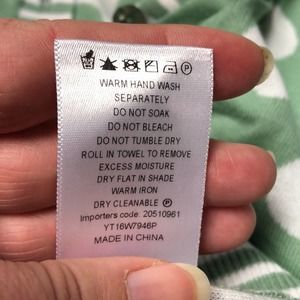 WARM HAND WASH
SEPARATELY
DO NOT SOAK
DO NOT BLEACH
DO NOT TUMBLE DRY
ROLL IN TOWEL TO REMOVE
EXCESS MOISTURE
DRY FLAT IN SHADE
WARM IRON
DRY CLEANABLE Ⓟ
Importers code: 20510961
YT16W7946P
MADE IN CHINA